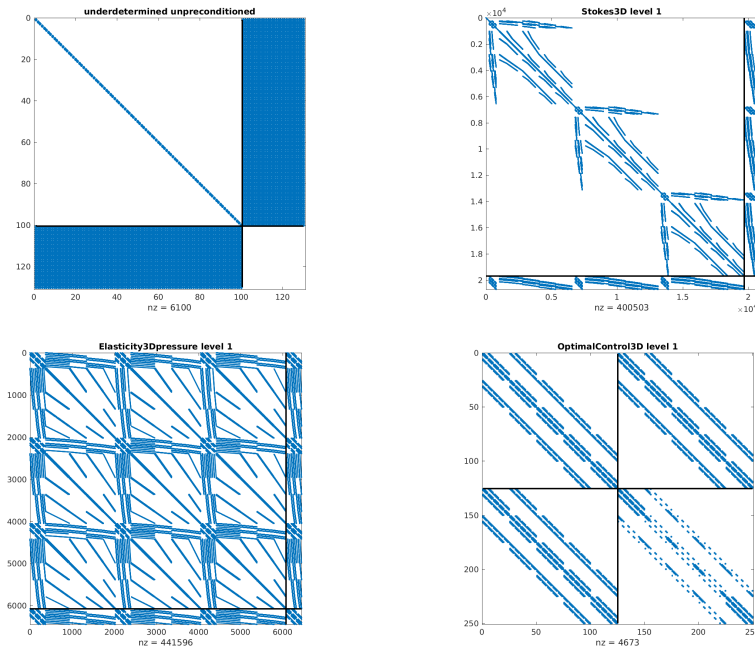 underdetermined unpreconditioned
0
20
40
60
80
100
120
0 20 40 60 80 100 120
nz = 6100
Stokes3D level 1
×10⁴
0
0.2
0.4
0.6
0.8
1
1.2
1.4
1.6
1.8
2
0 0.5 1 1.5 2
nz = 400503
Elasticity3Dpressure level 1
0
1000
2000
3000
4000
5000
6000
0 1000 2000 3000 4000 5000 6000
nz = 441596
OptimalControl3D level 1
0
50
100
150
200
250
0 50 100 150 200
nz = 4673